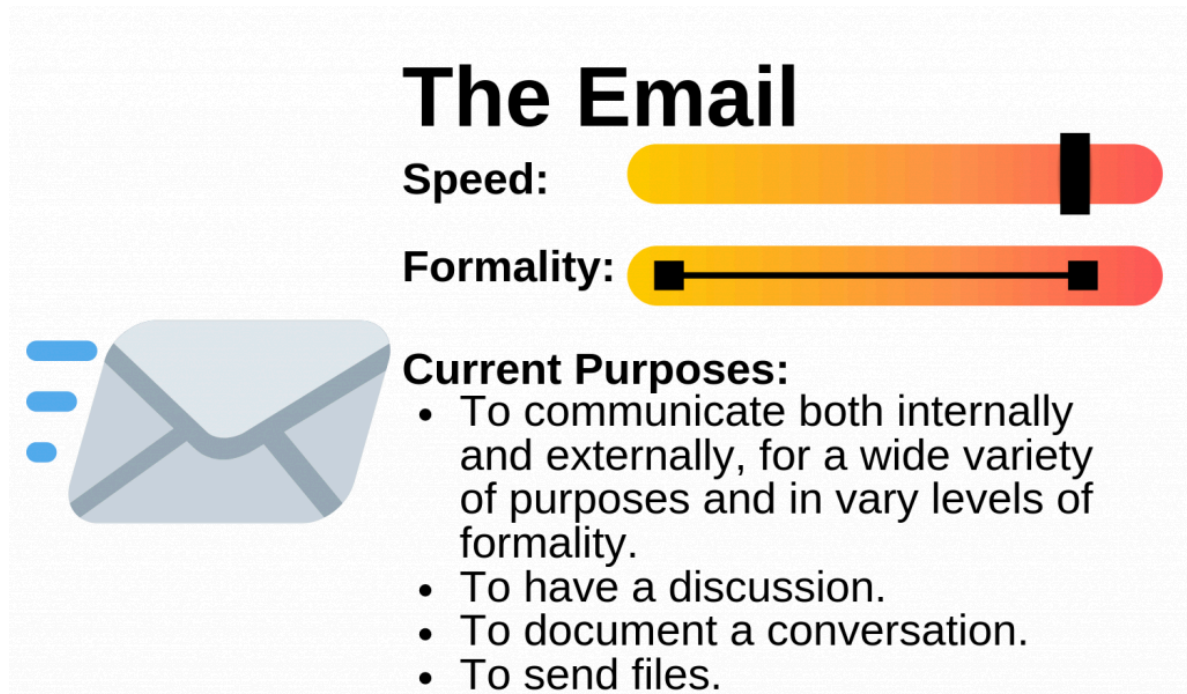 The Email
Speed:
Formality:
Current Purposes:
• To communicate both internally
and externally, for a wide variety
of purposes and in vary levels of
formality.
• To have a discussion.
• To document a conversation.
• To send files.